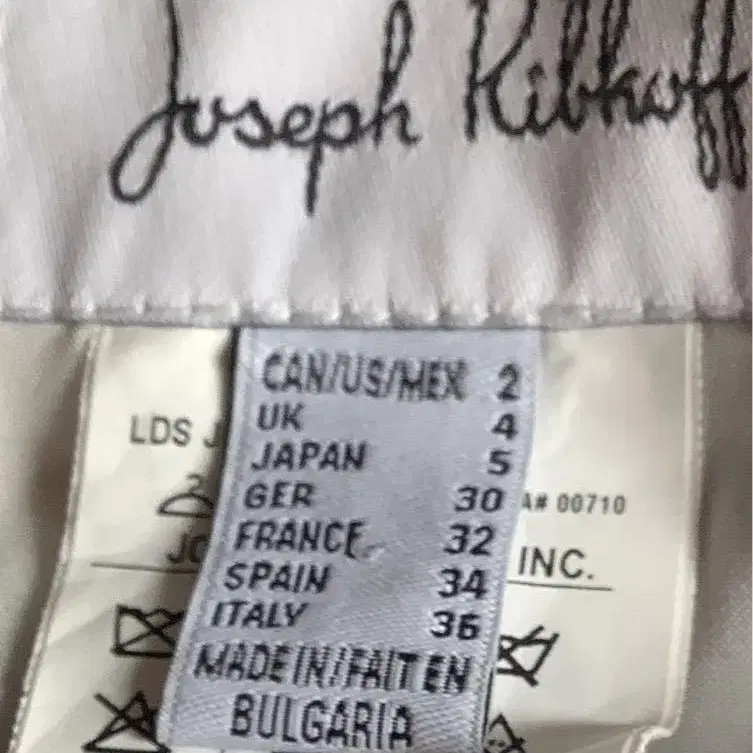 Joseph Ribkoff
CAN/US/MEX 2
UK 4
JAPAN 5
GER 30
FRANCE 32
SPAIN 34
ITALY 36
MADE IN/FAIT EN
BULGARIA
LDS J
A# 00710
INC.